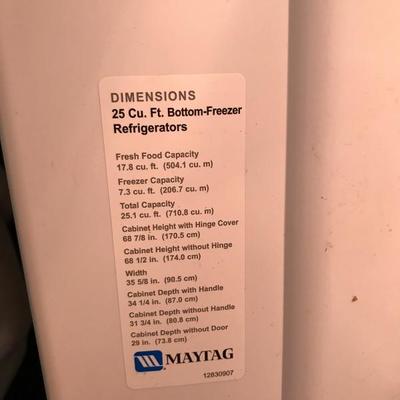 DIMENSIONS
25 Cu. Ft. Bottom-Freezer
Refrigerators
Fresh Food Capacity
17.8 cu. ft. (504.1 cu. m)
Freezer Capacity
7.3 cu. ft. (206.7 cu. m)
Total Capacity
25.1 cu. ft. (710.8 cu. m)
Cabinet Height with Hinge Cover
68 7/8 in. (170.5 cm)
Cabinet Height without Hinge
68 1/2 in. (174.0 cm)
Width
35 5/8 in. (90.5 cm)
Cabinet Depth with Handle
34 1/4 in. (87.0 cm)
Cabinet Depth without Handle
31 3/4 in. (80.8 cm)
Cabinet Depth without Door
29 in. (73.8 cm)
MAYTAG
12830907